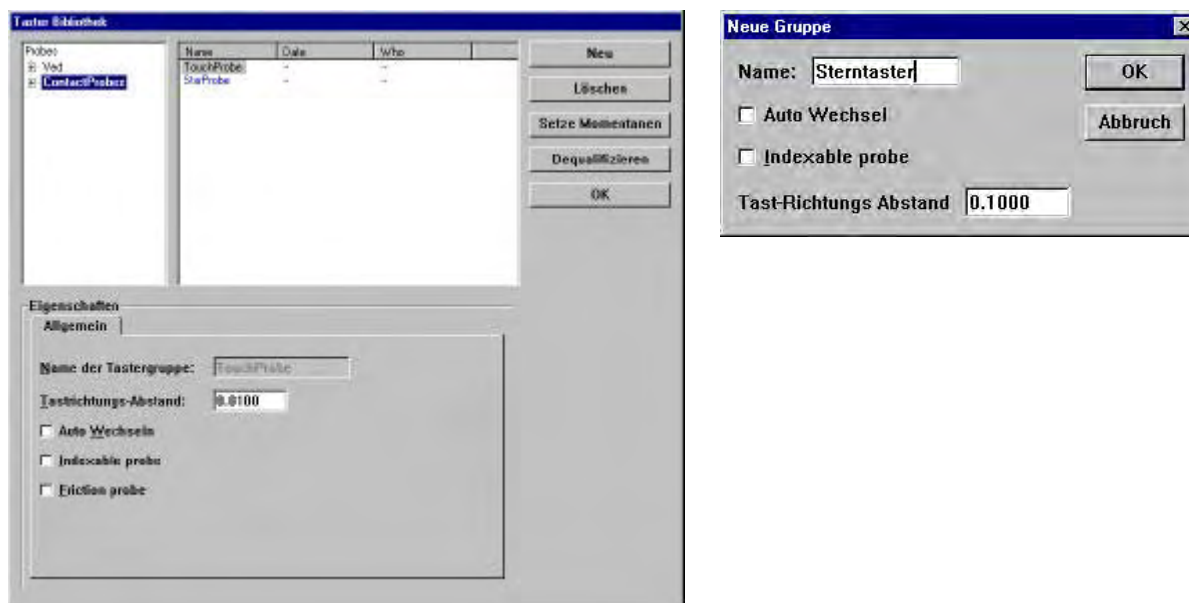 Taster Bibliothek
Probes
Ved
ContactProbes
Name Date Who
TouchProbe - -
StarProbe - -
Neu
Löschen
Setze Momentanen
Dequalifizieren
OK
Eigenschaften
Allgemein
Name der Tastergruppe: TouchProbe
Tastrichtungs-Abstand: 0.0100
Auto Wechseln
Indexable probe
Friction probe
Neue Gruppe
Name: Sterntaster
OK
Auto Wechsel
Abbruch
Indexable probe
Tast-Richtungs Abstand 0.1000